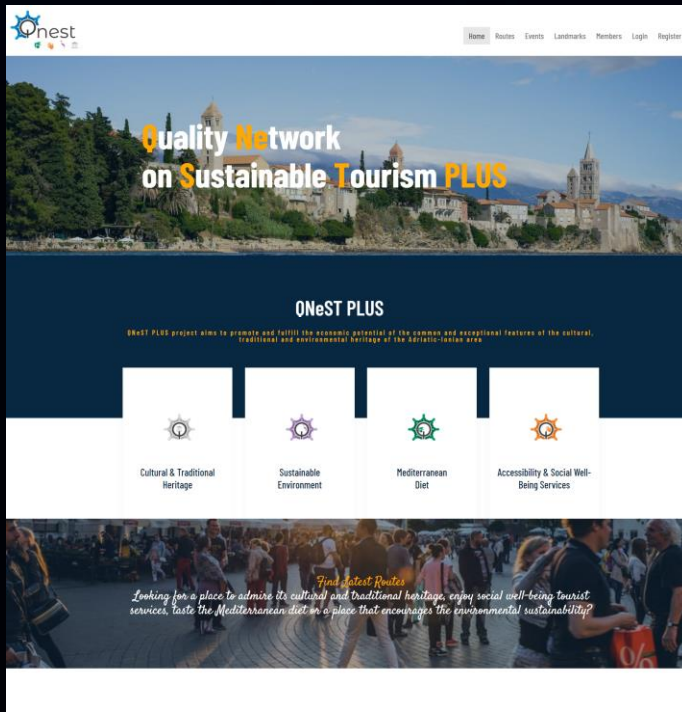 Qnest
Home Routes Events Landmarks Members Login Register
Quality Network
on Sustainable Tourism PLUS
QNeST PLUS
QNeST PLUS project aims to promote and fulfill the economic potential of the common and exceptional features of the cultural,
traditional and environmental heritage of the Adriatic-Ionian area
Cultural & Traditional
Heritage
Sustainable
Environment
Mediterranean
Diet
Accessibility & Social Well-
Being Services
Find Latest Routes
Looking for a place to admire its cultural and traditional heritage, enjoy social well-being tourist
services, taste the Mediterranean diet or a place that encourages the environmental sustainability?
%